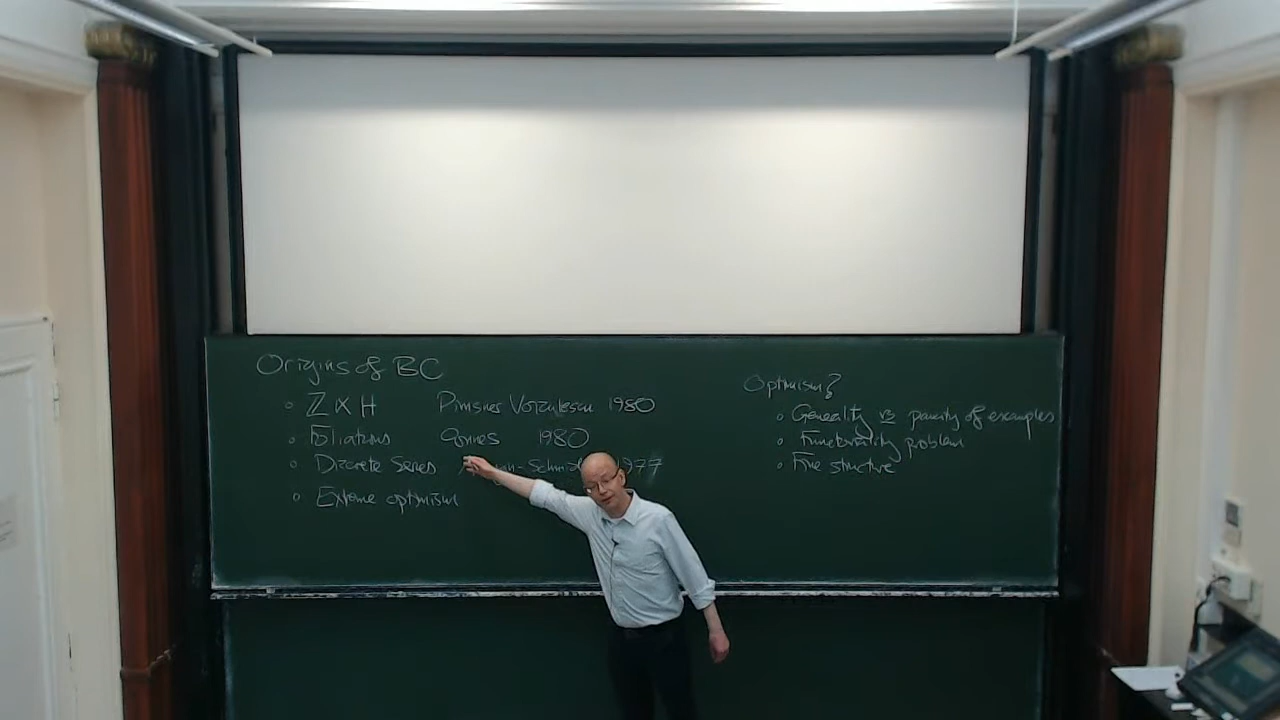 Origins of BC
◦ ℤ ⋉ H Pimsner Voiculescu 1980
◦ Foliations Connes 1980
◦ Discrete Series Schmid 1977
◦ Extreme optimism
Optimism?
◦ Generality vs paucity of examples
◦ Functoriality problem
◦ Fine structure